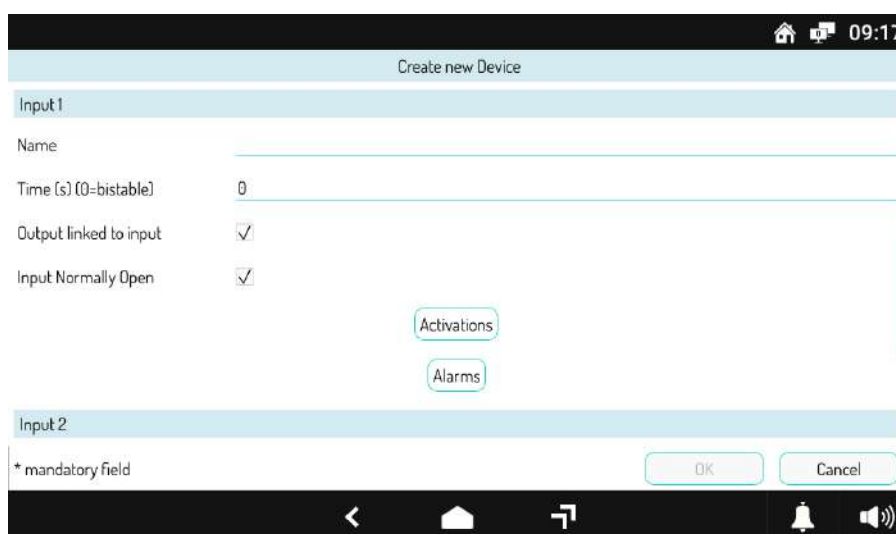 09:17
Create new Device
Input 1
Name
Time (s) (0=bistable) 0
Output linked to input
Input Normally Open
Activations
Alarms
Input 2
* mandatory field OK Cancel